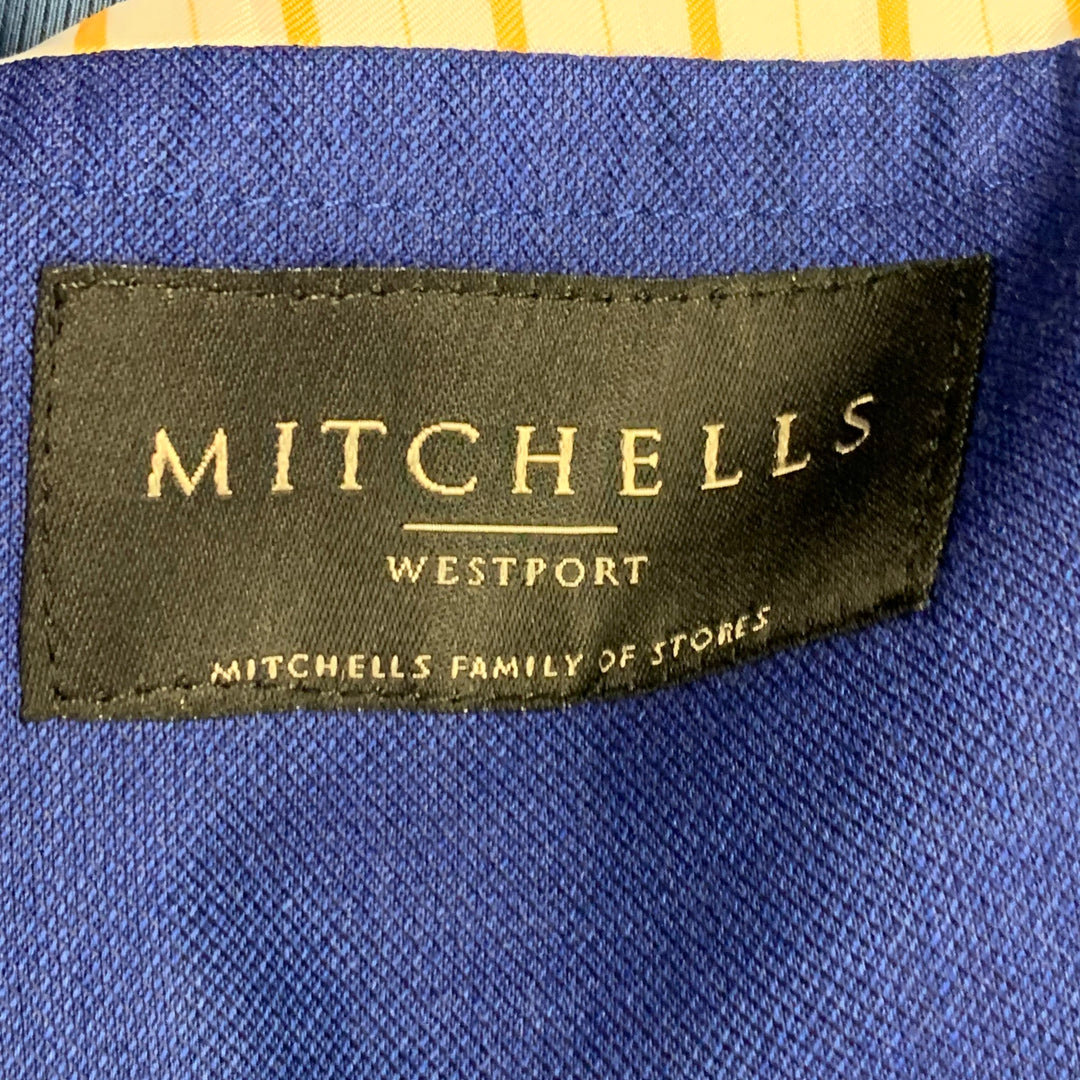 MITCHELLS
WESTPORT
MITCHELLS FAMILY OF STORES